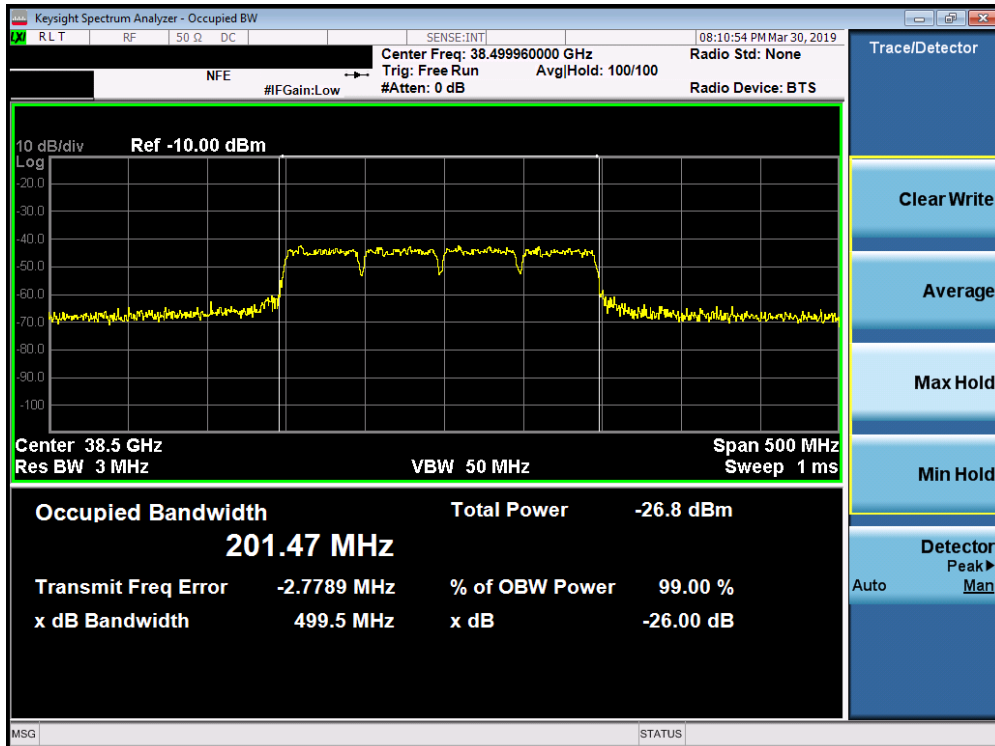 Keysight Spectrum Analyzer - Occupied BW
LXI R L T RF 50 Ω DC SENSE:INT 08:10:54 PM Mar 30, 2019
Center Freq: 38.499960000 GHz Radio Std: None
NFE Trig: Free Run Avg|Hold: 100/100
#IFGain:Low #Atten: 0 dB Radio Device: BTS
Trace/Detector
10 dB/div Ref -10.00 dBm
Log
-20.0
-30.0
-40.0
-50.0
-60.0
-70.0
-80.0
-90.0
-100
Center 38.5 GHz Span 500 MHz
Res BW 3 MHz VBW 50 MHz Sweep 1 ms
Occupied Bandwidth Total Power -26.8 dBm
201.47 MHz
Transmit Freq Error -2.7789 MHz % of OBW Power 99.00 %
x dB Bandwidth 499.5 MHz x dB -26.00 dB
Clear Write
Average
Max Hold
Min Hold
Detector
Peak▶
Auto Man
MSG STATUS